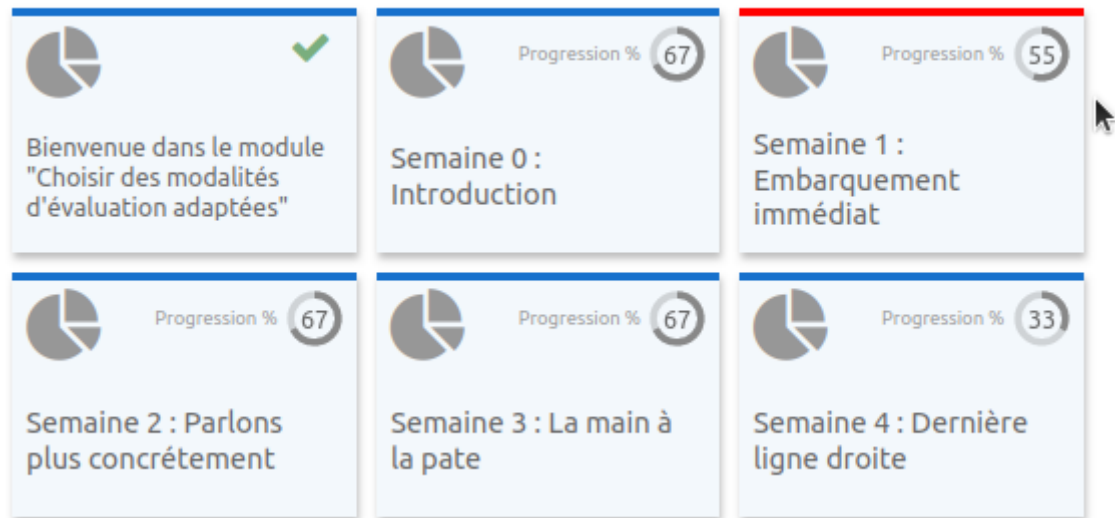 Bienvenue dans le module
"Choisir des modalités
d'évaluation adaptées"
Progression % 67
Semaine 0 :
Introduction
Progression % 55
Semaine 1 :
Embarquement
immédiat
Progression % 67
Semaine 2 : Parlons
plus concrétement
Progression % 67
Semaine 3 : La main à
la pate
Progression % 33
Semaine 4 : Dernière
ligne droite